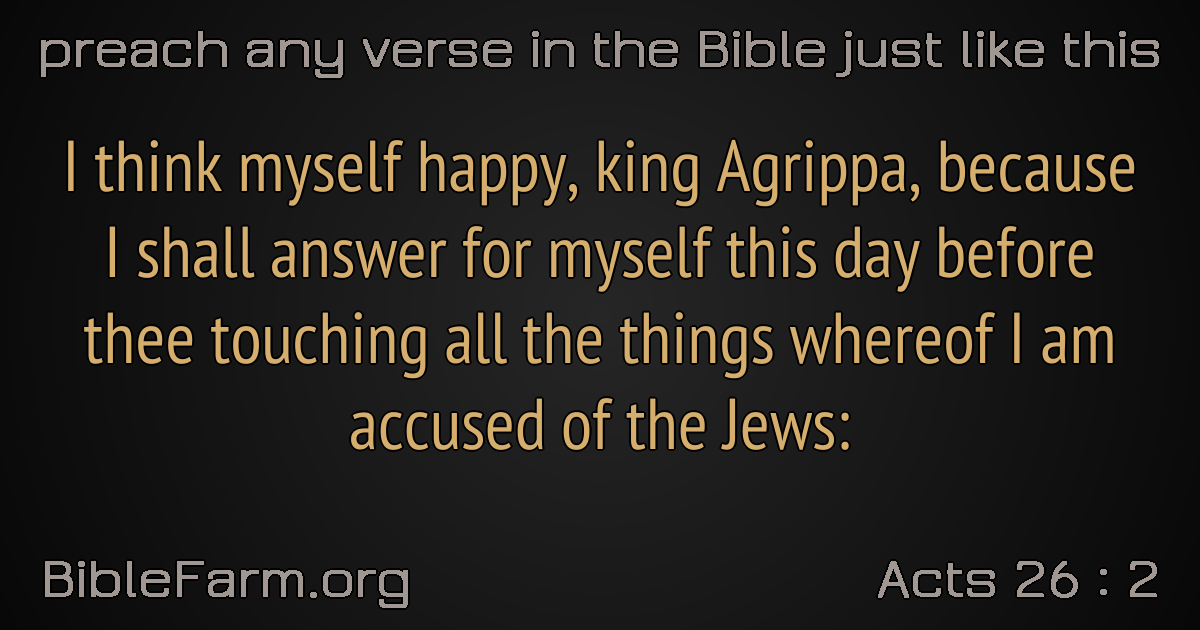 preach any verse in the Bible just like this
I think myself happy, king Agrippa, because
I shall answer for myself this day before
thee touching all the things whereof I am
accused of the Jews:
BibleFarm.org
Acts 26 : 2